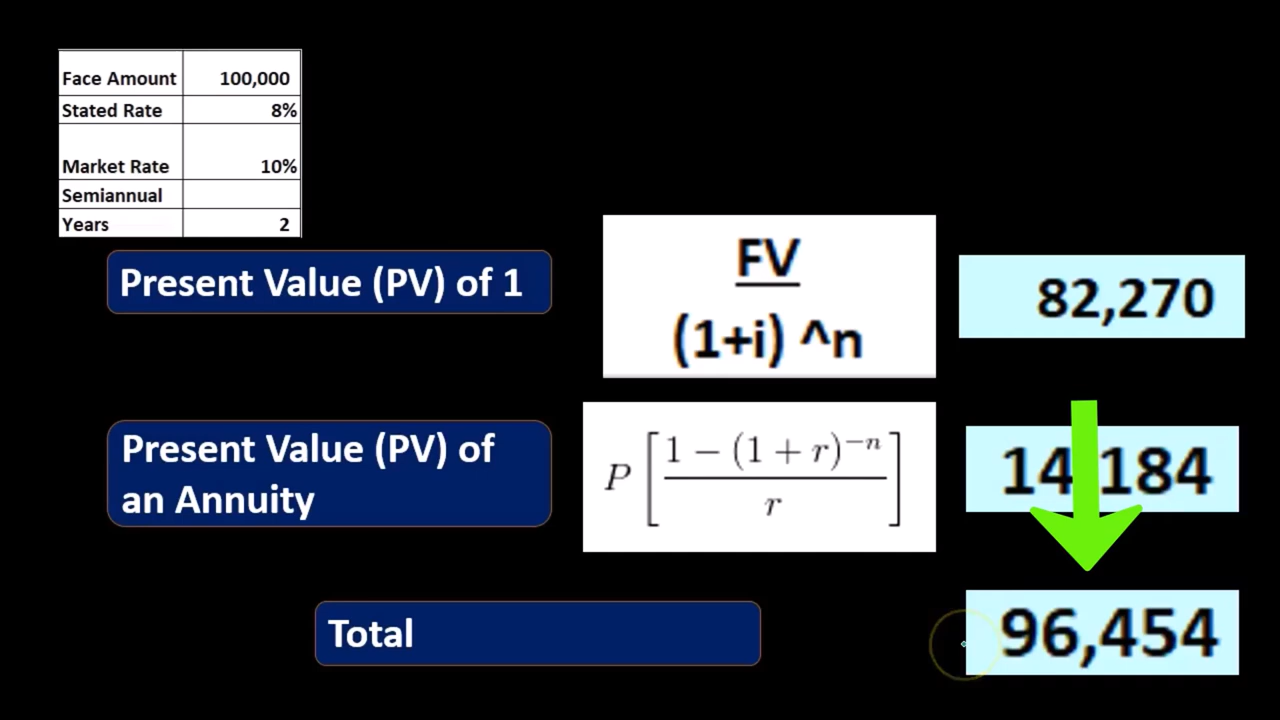 Face Amount 100,000
Stated Rate 8%
Market Rate 10%
Semiannual
Years 2
Present Value (PV) of 1
FV
(1+i) ^n
82,270
Present Value (PV) of
an Annuity
P [ 1 − (1 + r)^−n
r ]
14,184
Total
96,454